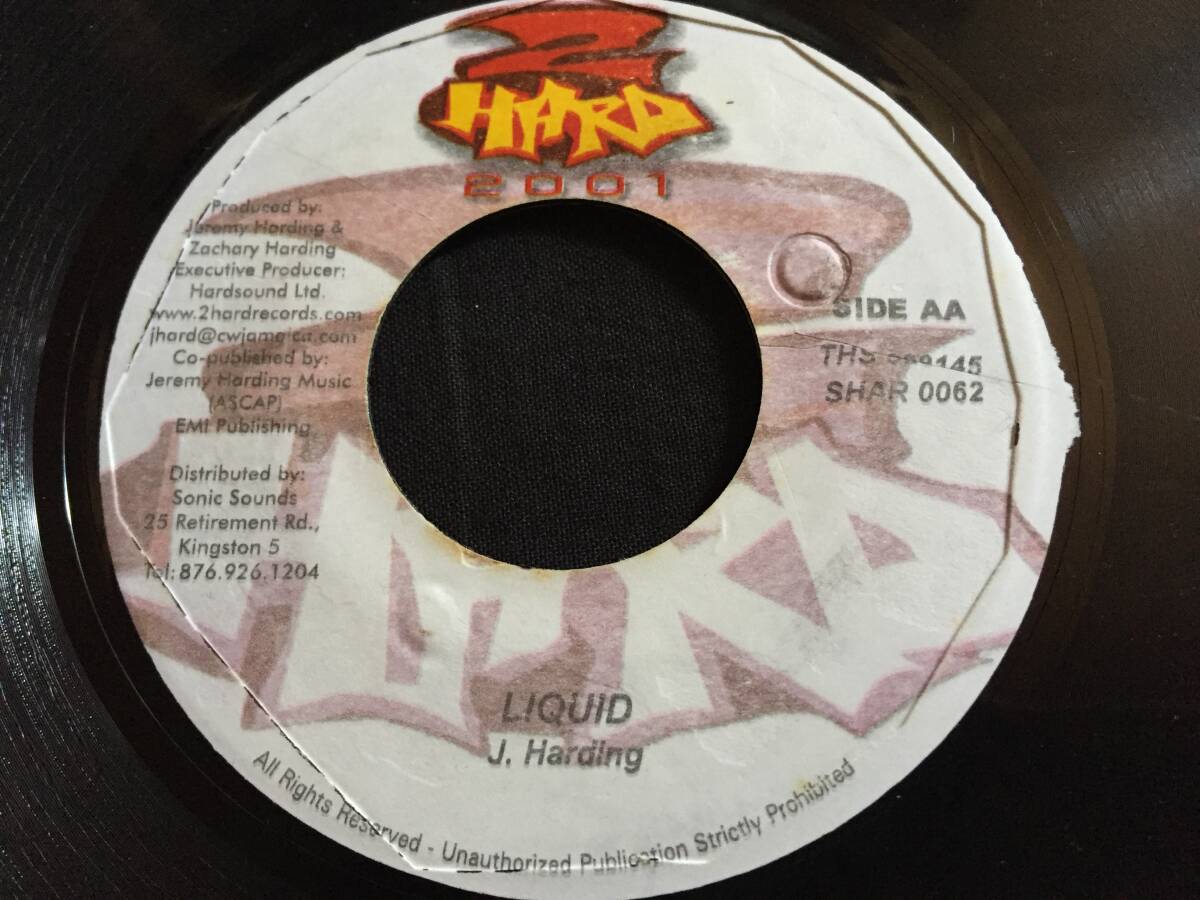 2
HARD
2001
Produced by:
Jeremy Harding &
Zachary Harding
Executive Producer:
Hardsound Ltd.
www.2hardrecords.com
jhard@cwjamaica.com
Co-published by:
Jeremy Harding Music
(ASCAP)
EMI Publishing
Distributed by:
Sonic Sounds
25 Retirement Rd.,
Kingston 5
Tel: 876.926.1204
SIDE AA
THS
SHAR 0062
LIQUID
J. Harding
All Rights Reserved - Unauthorized Publication Strictly Prohibited